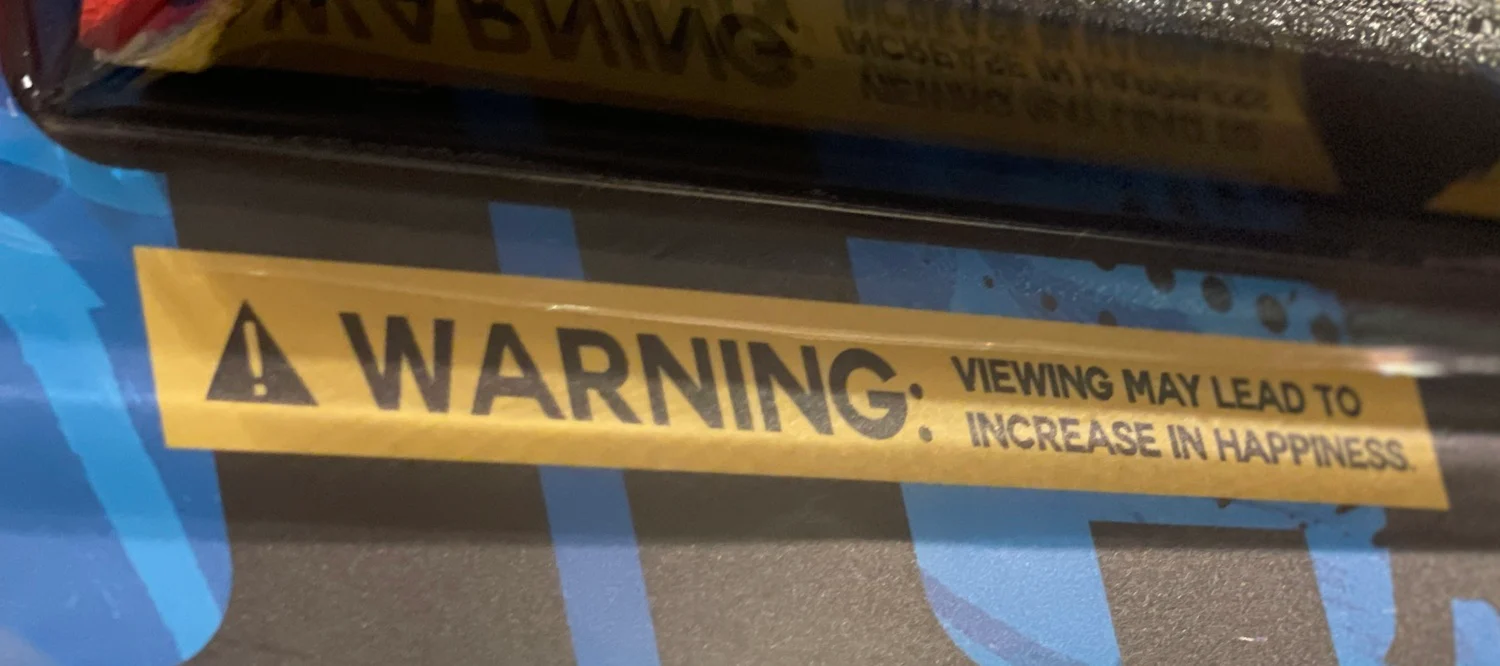 WARNING:
VIEWING MAY LEAD TO
INCREASE IN HAPPINESS.